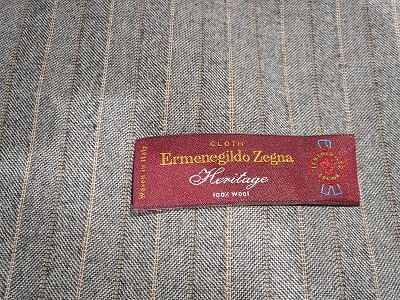 CLOTH
Ermenegildo Zegna
Heritage
100% Wool
Woven in Italy